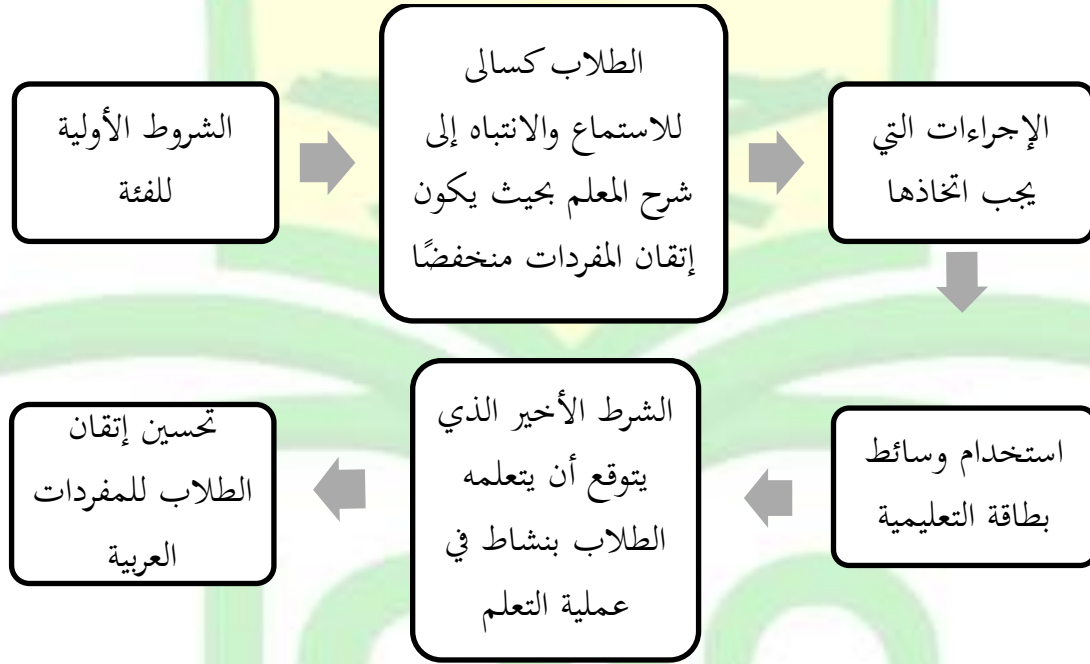 الشروط الأولية
للفئة
الطلاب كسالى
للاستماع والانتباه إلى
شرح المعلم بحيث يكون
إتقان المفردات منخفضًا
الإجراءات التي
يجب اتخاذها
استخدام وسائط
بطاقة التعليمية
الشرط الأخير الذي
يتوقع أن يتعلمه
الطلاب بنشاط في
عملية التعلم
تحسين إتقان
الطلاب للمفردات
العربية